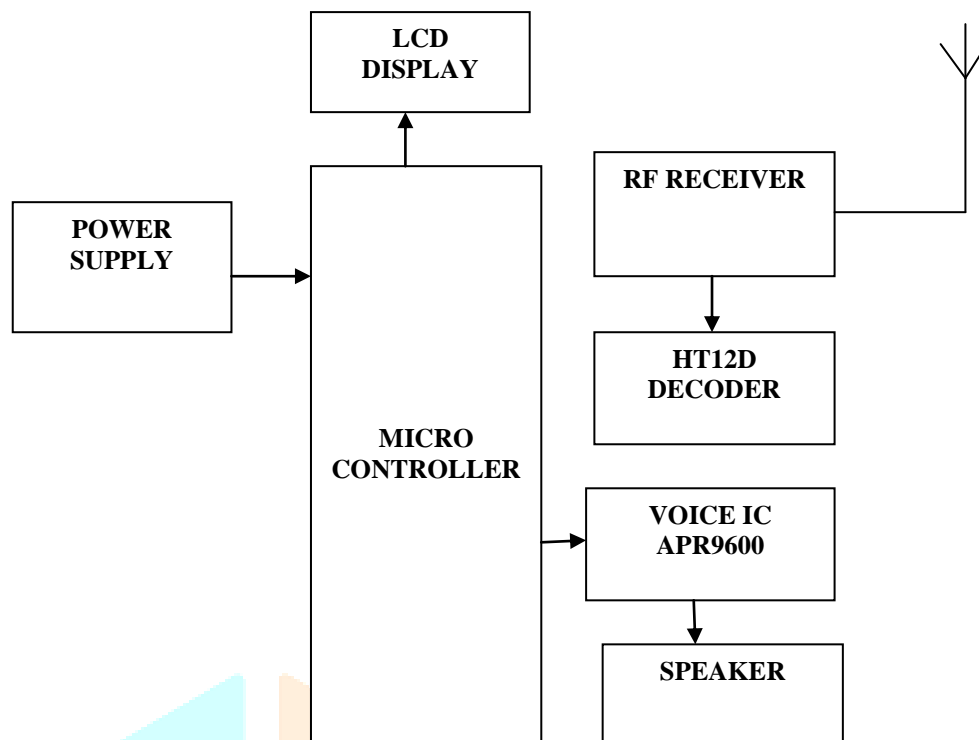 LCD
DISPLAY
RF RECEIVER
POWER
SUPPLY
HT12D
DECODER
MICRO
CONTROLLER
VOICE IC
APR9600
SPEAKER